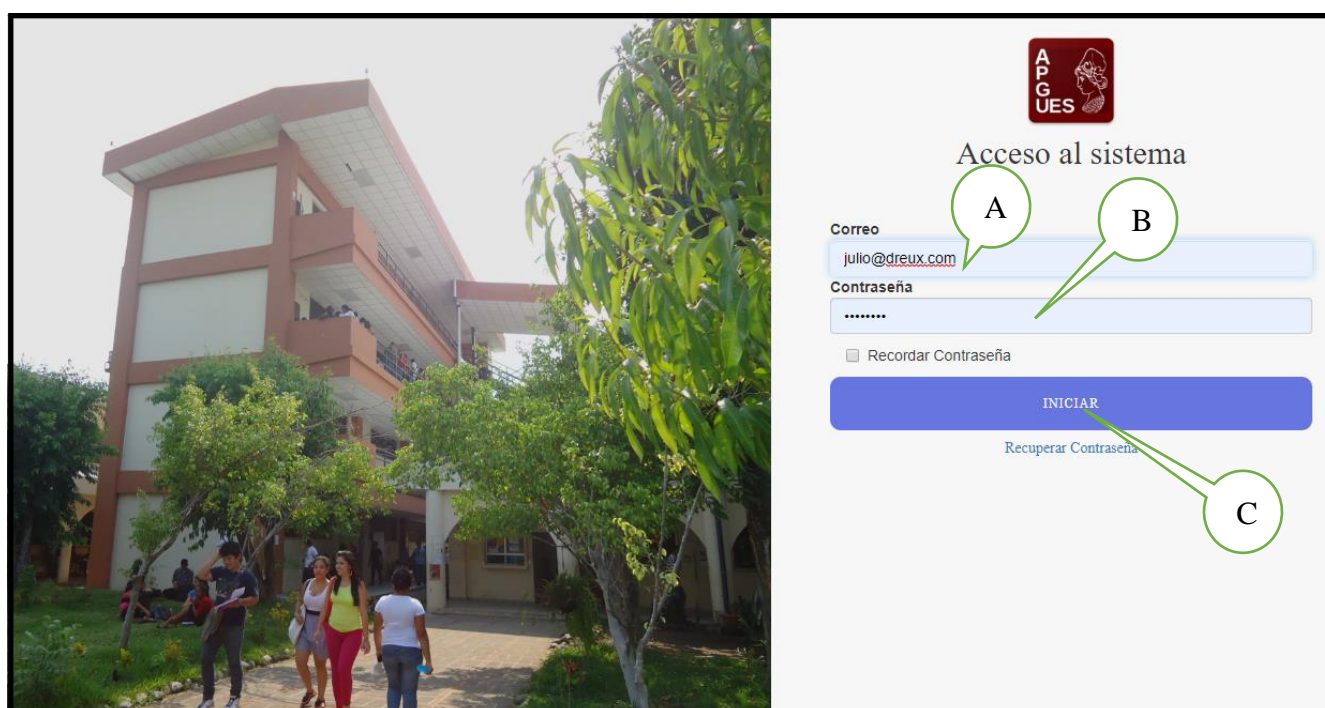 A
P
G
UES
Acceso al sistema
A
B
Correo
julio@dreux.com
Contraseña
••••••••
Recordar Contraseña
INICIAR
Recuperar Contraseña
C